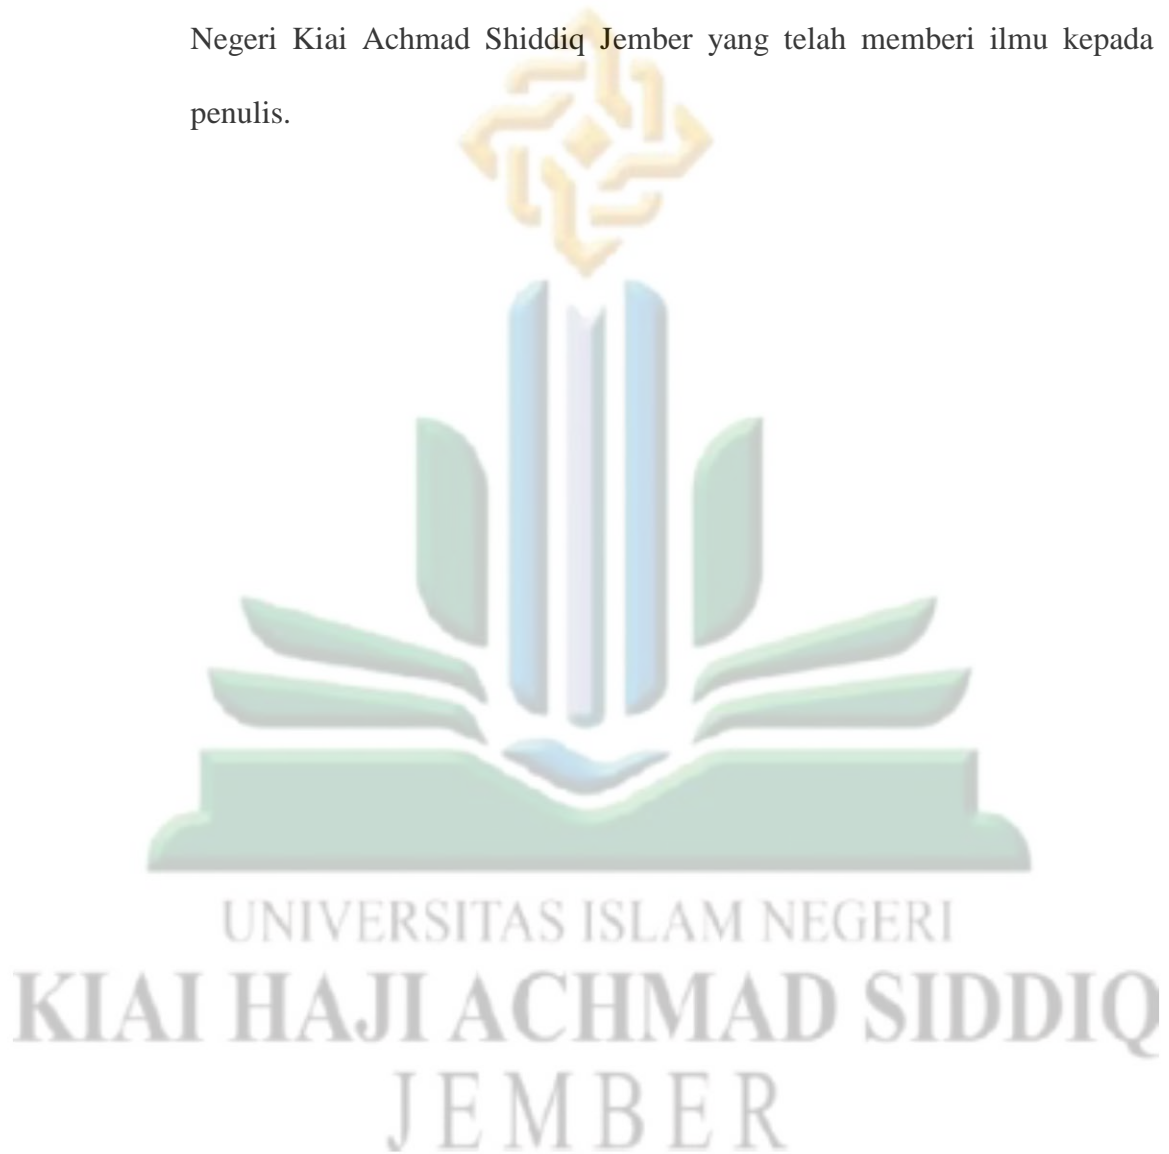 Negeri Kiai Achmad Shiddiq Jember yang telah memberi ilmu kepada
penulis.
UNIVERSITAS ISLAM NEGERI
KIAI HAJI ACHMAD SIDDIQ
JEMBER